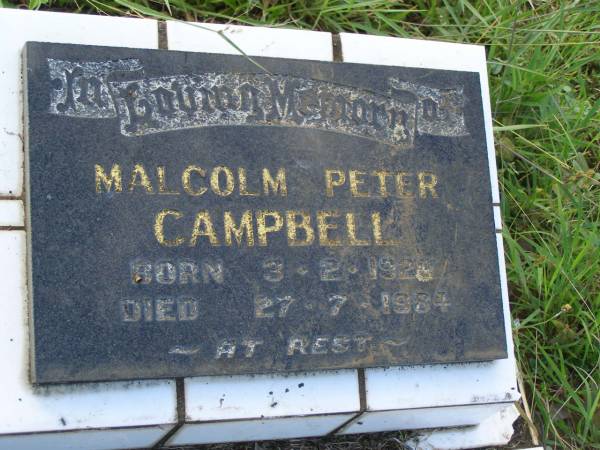 In Loving Memory of
MALCOLM PETER
CAMPBELL
BORN 3·2·1928
DIED 27·7·1984
~ AT REST ~